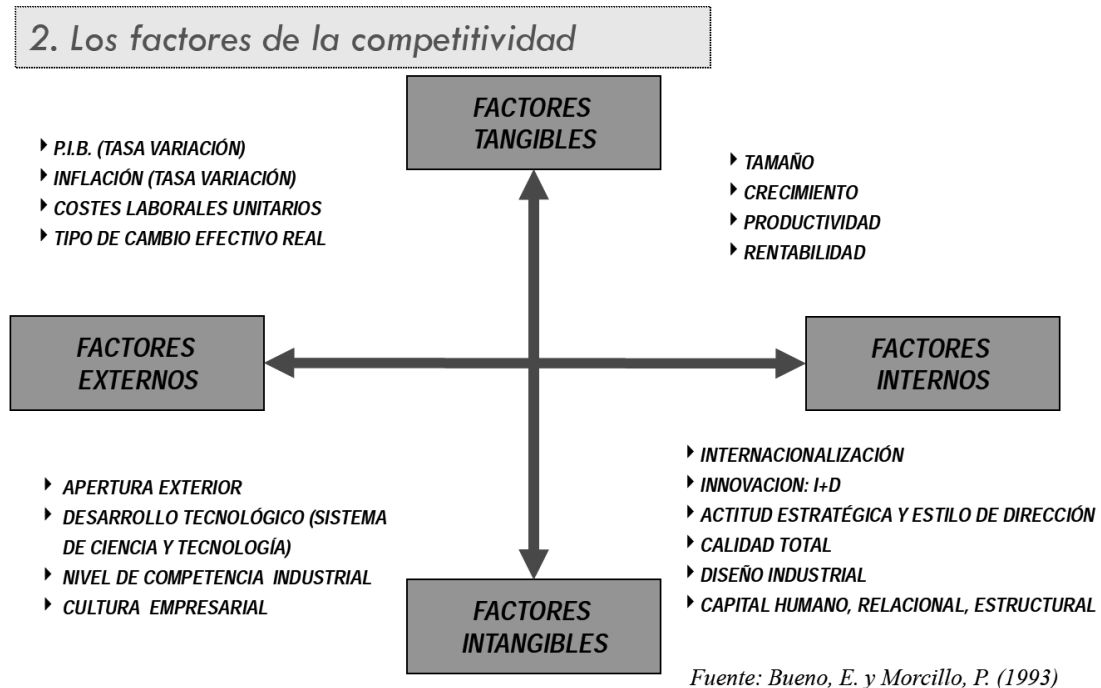 2. Los factores de la competitividad
FACTORES
TANGIBLES
P.I.B. (TASA VARIACIÓN)
INFLACIÓN (TASA VARIACIÓN)
COSTES LABORALES UNITARIOS
TIPO DE CAMBIO EFECTIVO REAL
TAMAÑO
CRECIMIENTO
PRODUCTIVIDAD
RENTABILIDAD
FACTORES
EXTERNOS
FACTORES
INTERNOS
APERTURA EXTERIOR
DESARROLLO TECNOLÓGICO (SISTEMA
DE CIENCIA Y TECNOLOGÍA)
NIVEL DE COMPETENCIA INDUSTRIAL
CULTURA EMPRESARIAL
INTERNACIONALIZACIÓN
INNOVACION: I+D
ACTITUD ESTRATÉGICA Y ESTILO DE DIRECCIÓN
CALIDAD TOTAL
DISEÑO INDUSTRIAL
CAPITAL HUMANO, RELACIONAL, ESTRUCTURAL
FACTORES
INTANGIBLES
Fuente: Bueno, E. y Morcillo, P. (1993)